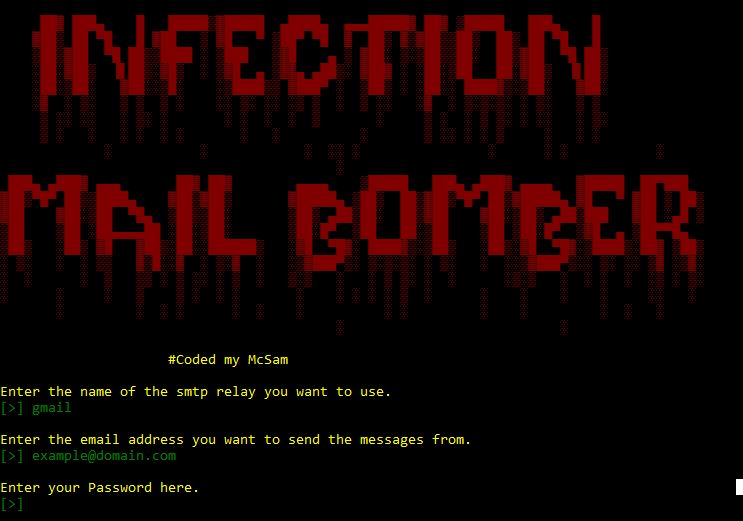 INFECTION
MAIL BOMBER
#Coded my McSam
Enter the name of the smtp relay you want to use.
[>] gmail
Enter the email address you want to send the messages from.
[>] example@domain.com
Enter your Password here.
[>]